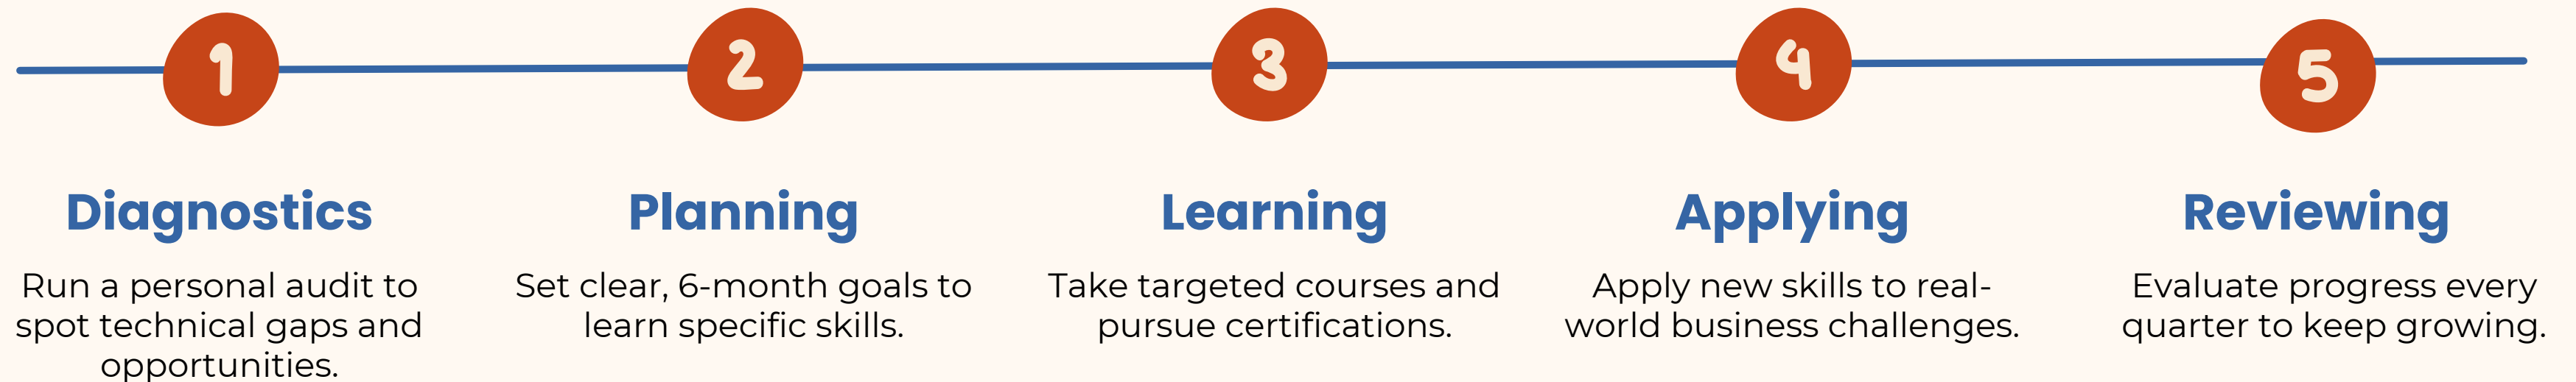 1
2
3
4
5
Diagnostics
Run a personal audit to
spot technical gaps and
opportunities.
Planning
Set clear, 6-month goals to
learn specific skills.
Learning
Take targeted courses and
pursue certifications.
Applying
Apply new skills to real-
world business challenges.
Reviewing
Evaluate progress every
quarter to keep growing.